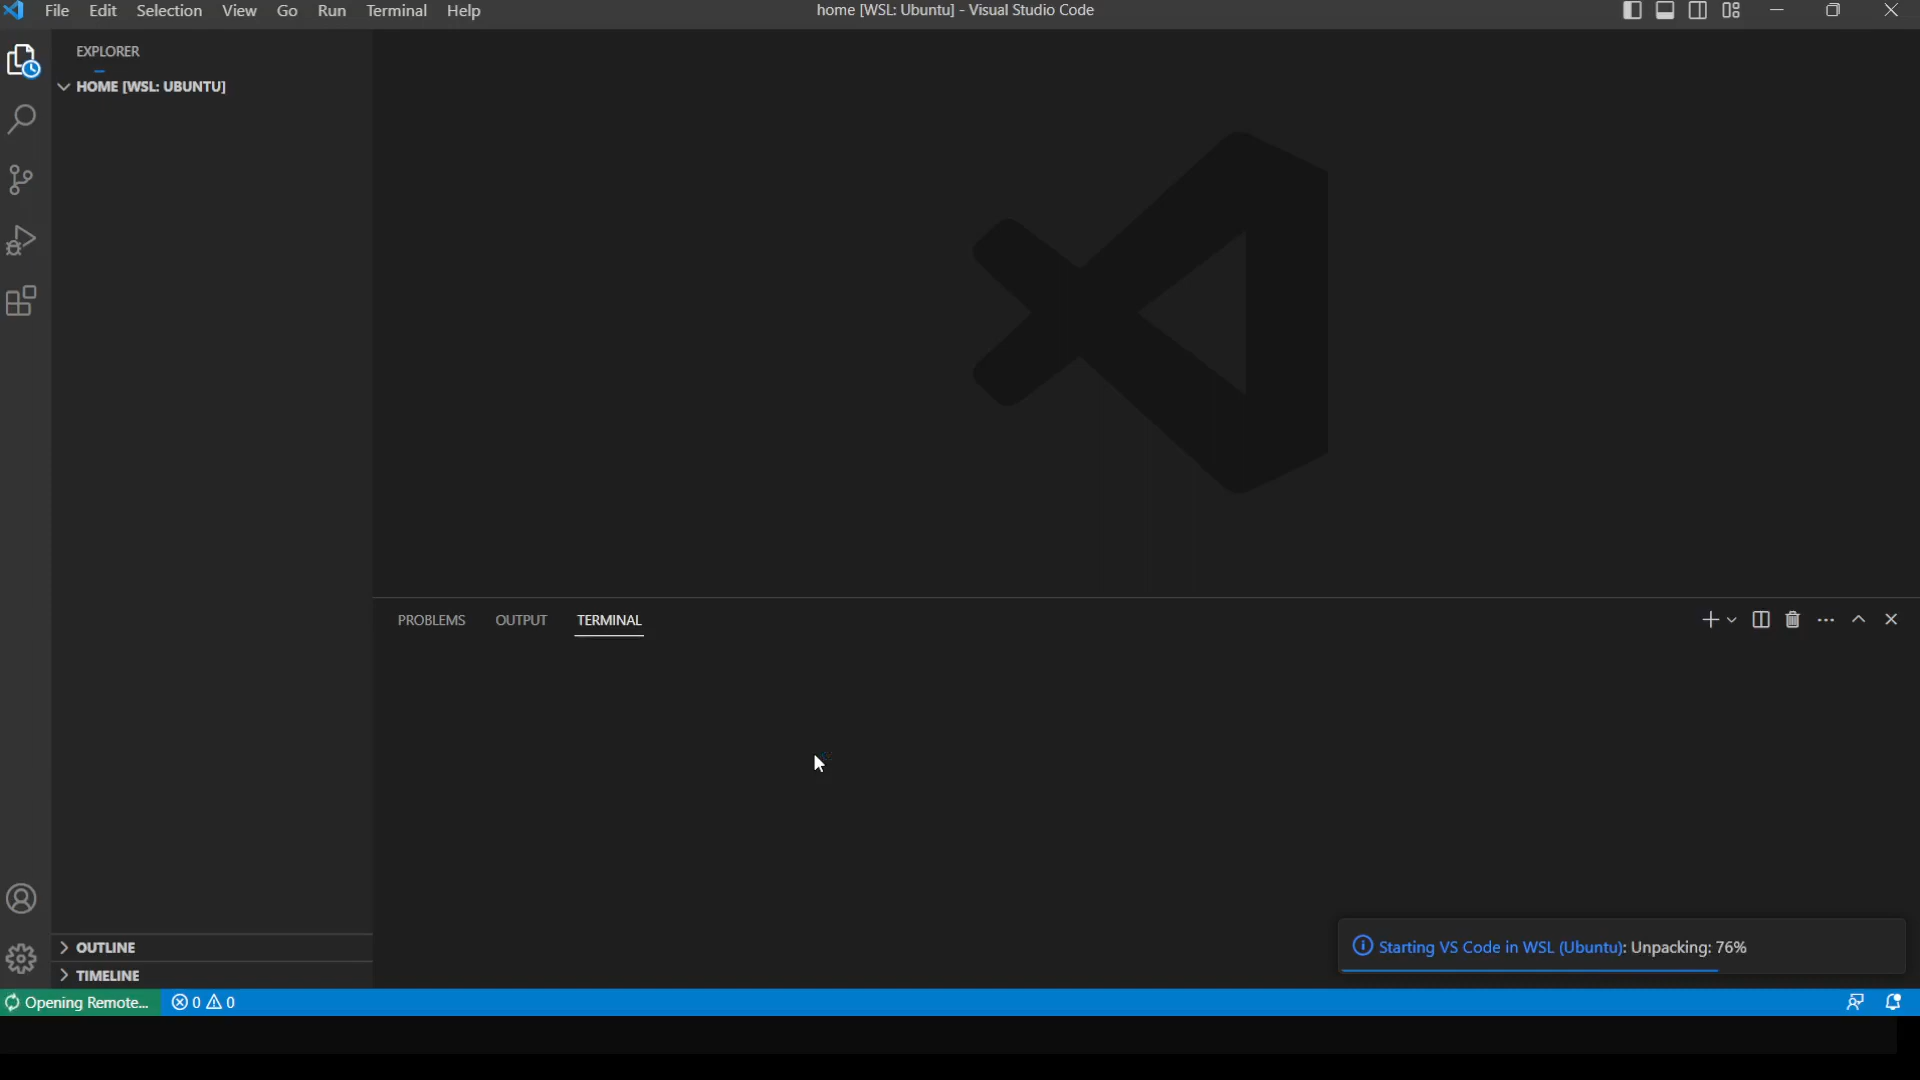 File Edit Selection View Go Run Terminal Help home [WSL: Ubuntu] - Visual Studio Code
EXPLORER
HOME [WSL: UBUNTU]
PROBLEMS OUTPUT TERMINAL
OUTLINE
Starting VS Code in WSL (Ubuntu): Unpacking: 76%
TIMELINE
Opening Remote... 0 0